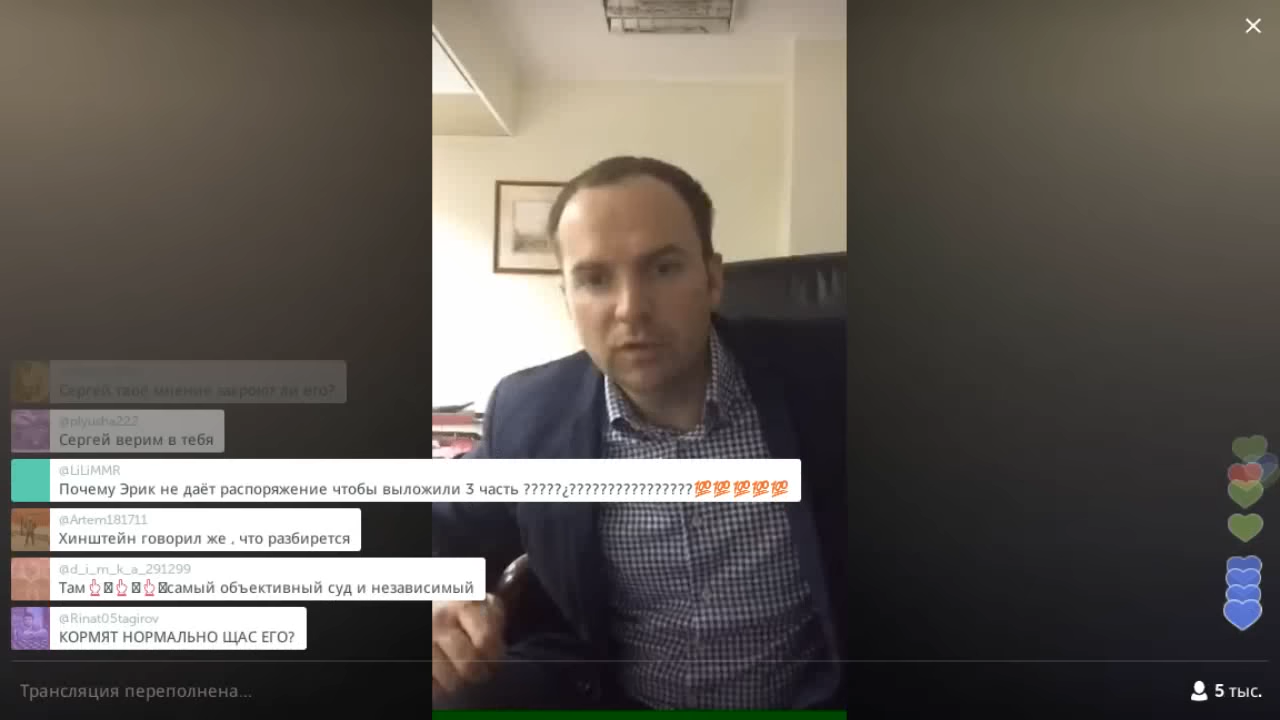 Сергей твоё мнение закроют ли его?
@plyusha222
Сергей верим в тебя
@LiLiMMR
Почему Эрик не даёт распоряжение чтобы выложили 3 часть ?????¿????????????????💯💯💯💯💯
@Artem181711
Хинштейн говорил же , что разбирется
@d_i_m_k_a_291299
Там👆👆👆самый объективный суд и независимый
@Rinat05tagirov
КОРМЯТ НОРМАЛЬНО ЩАС ЕГО?
Трансляция переполнена...
5 тыс.